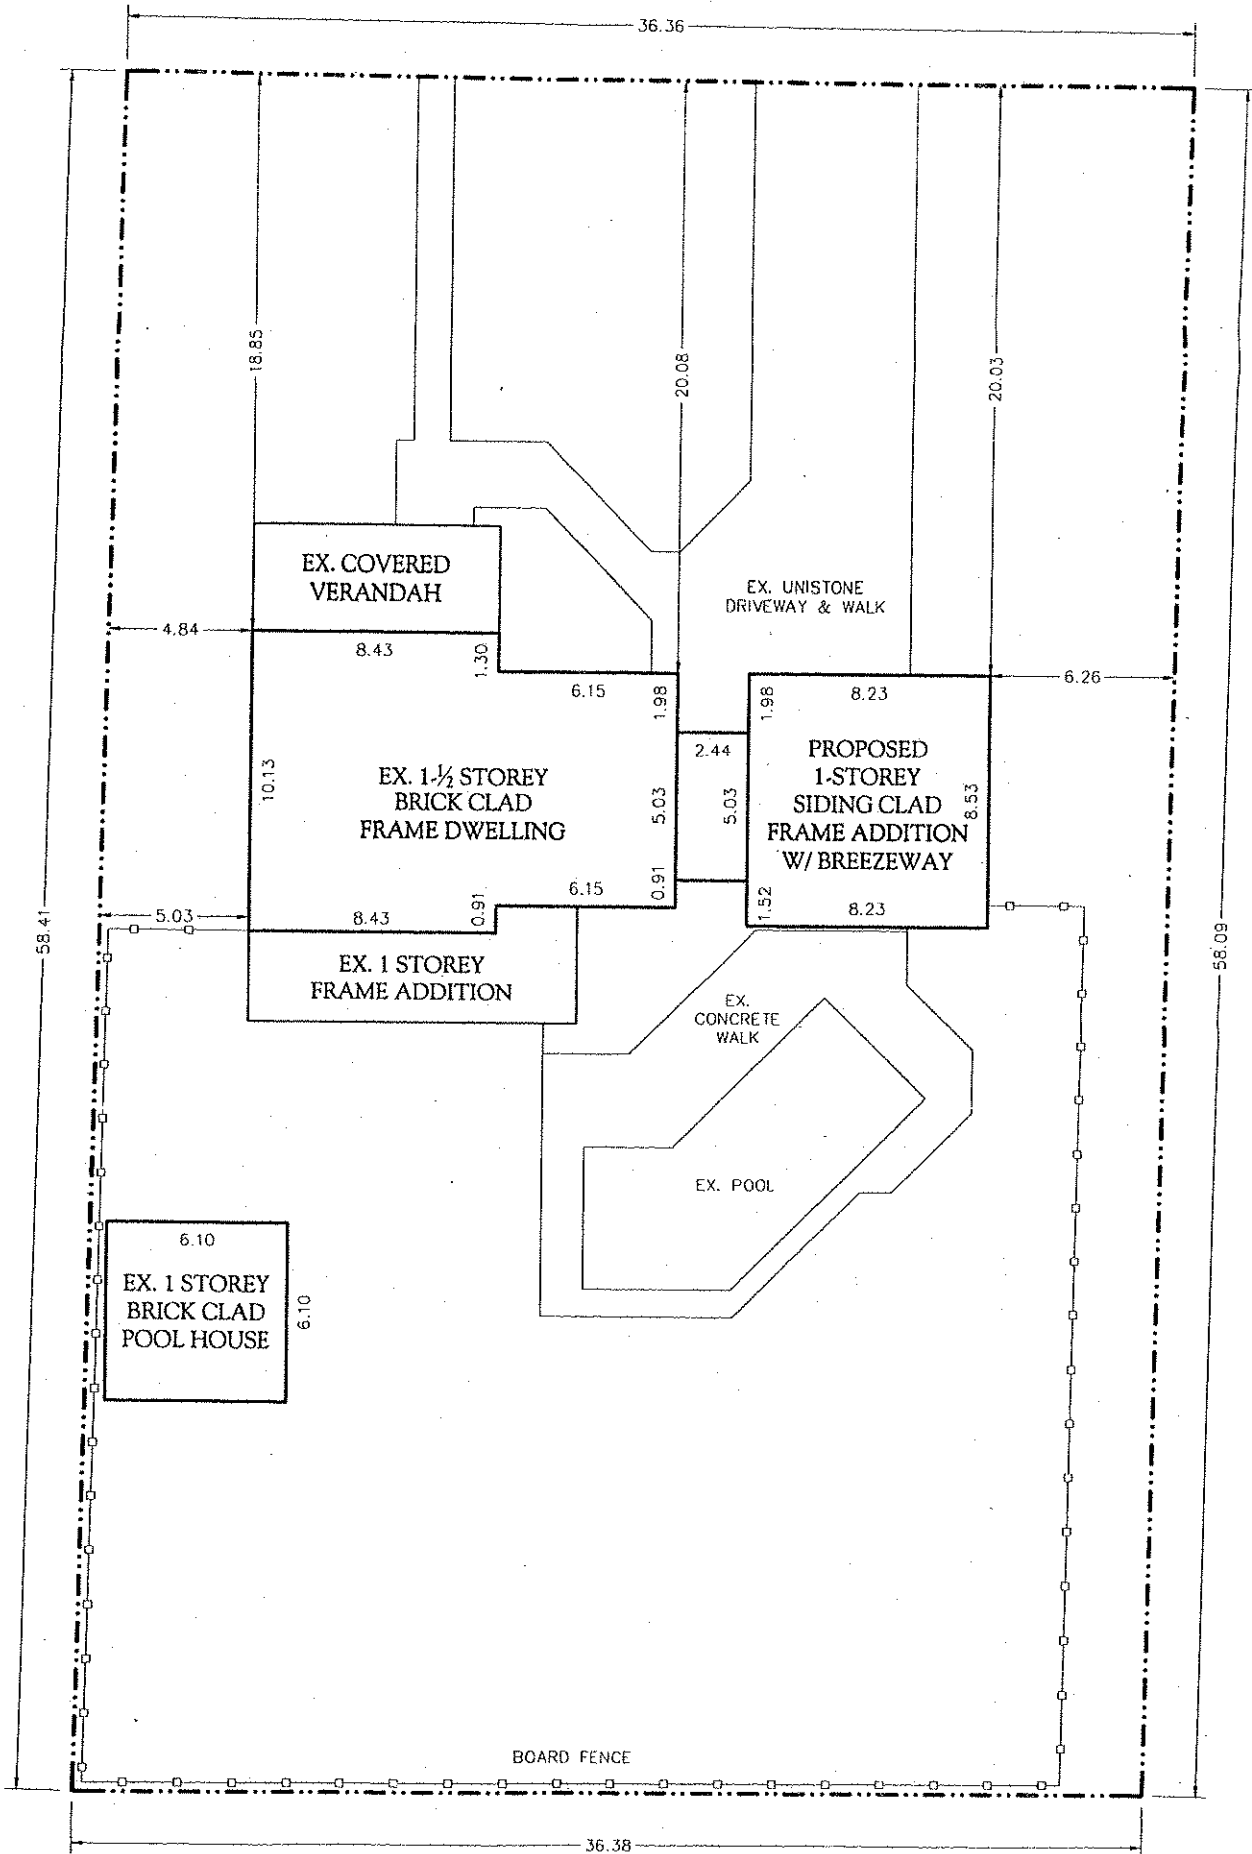 36.36
18.85
20.08
20.03
EX. COVERED
VERANDAH
EX. UNISTONE
DRIVEWAY & WALK
4.84
8.43
1.30
6.15
1.98
1.98
8.23
6.26
10.13
EX. 1-½ STOREY
BRICK CLAD
FRAME DWELLING
5.03
2.44
5.03
PROPOSED
1-STOREY
SIDING CLAD
FRAME ADDITION
W/ BREEZEWAY
8.53
6.15
0.91
5.03
8.43
0.91
1.52
8.23
58.41
58.09
EX. 1 STOREY
FRAME ADDITION
EX.
CONCRETE
WALK
EX. POOL
6.10
EX. 1 STOREY
BRICK CLAD
POOL HOUSE
6.10
BOARD FENCE
36.38